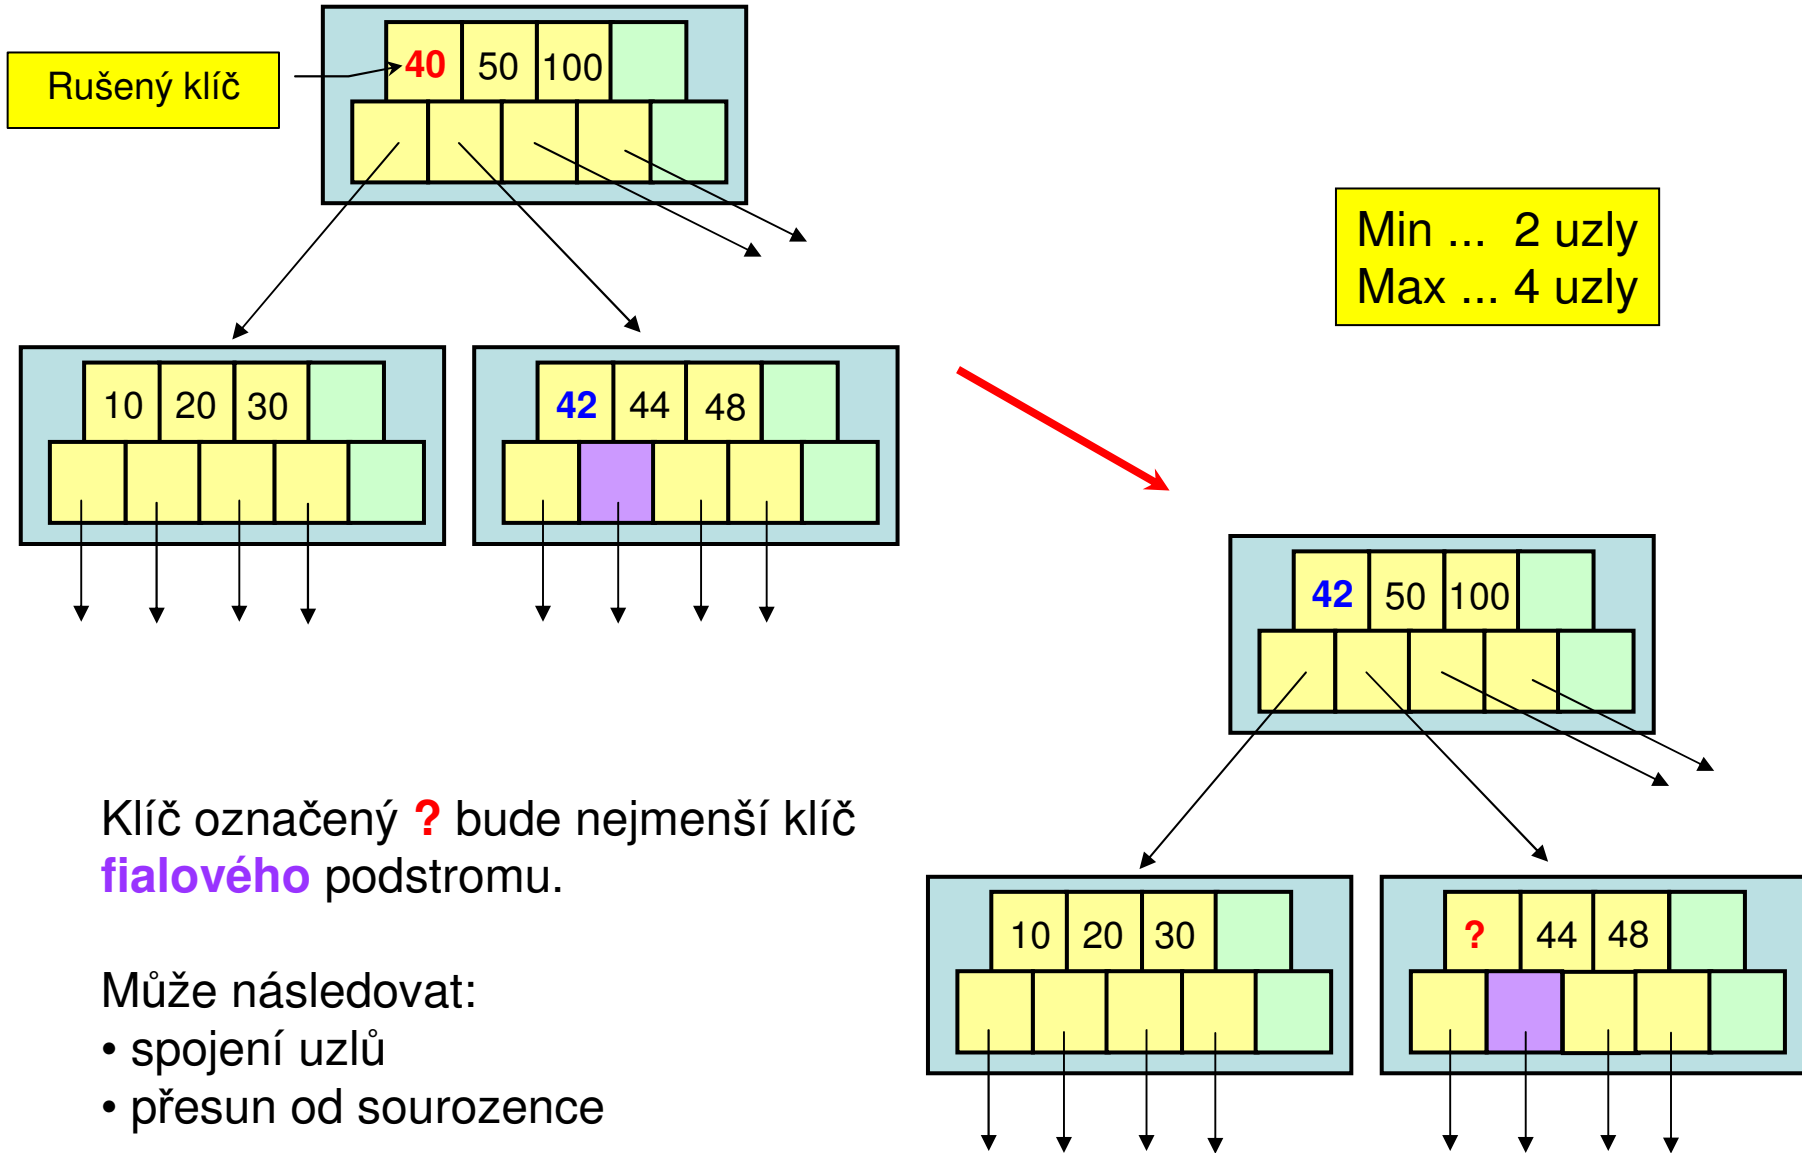 40 50 100
Rušený klíč
Min ... 2 uzly
Max ... 4 uzly
10 20 30
42 44 48
42 50 100
Klíč označený ? bude nejmenší klíč
fialového podstromu.
10 20 30
? 44 48
Může následovat:
• spojení uzlů
• přesun od sourozence